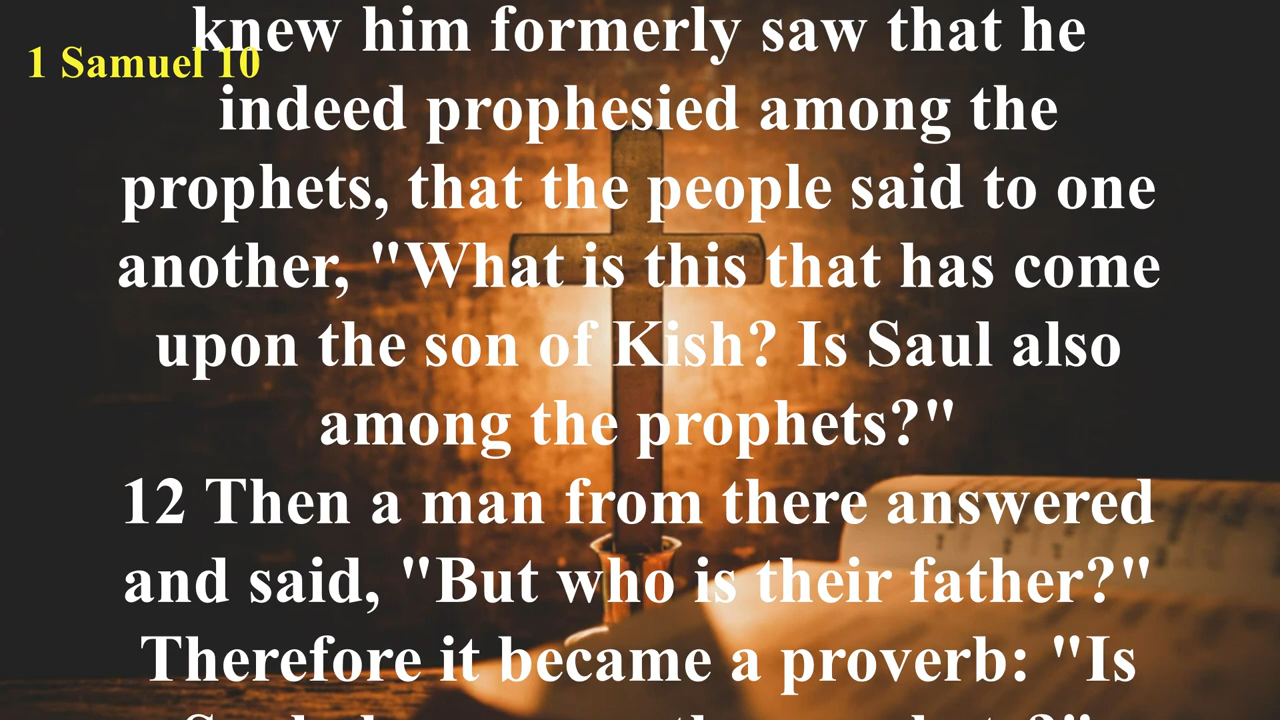 knew him formerly saw that he
1 Samuel 10
indeed prophesied among the
prophets, that the people said to one
another, "What is this that has come
upon the son of Kish? Is Saul also
among the prophets?"
12 Then a man from there answered
and said, "But who is their father?"
Therefore it became a proverb: "Is